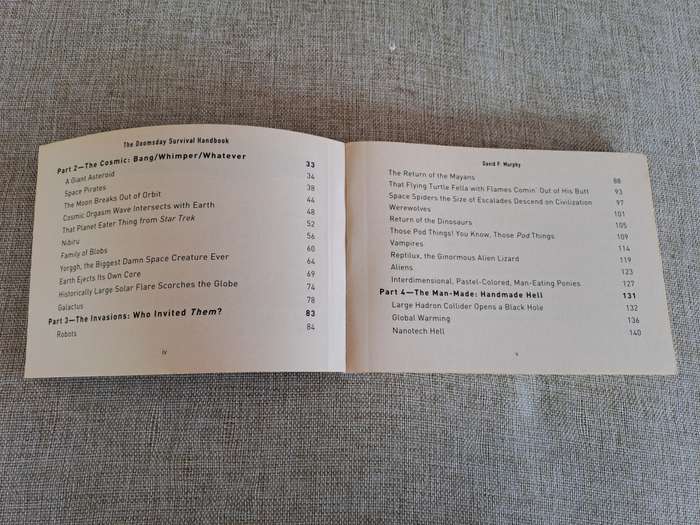 The Doomsday Survival Handbook
Part 2—The Cosmic: Bang/Whimper/Whatever 33
A Giant Asteroid 34
Space Pirates 38
The Moon Breaks Out of Orbit 44
Cosmic Orgasm Wave Intersects with Earth 48
That Planet Eater Thing from Star Trek 52
Nibiru 56
Family of Blobs 60
Yorggh, the Biggest Damn Space Creature Ever 64
Earth Ejects Its Own Core 69
Historically Large Solar Flare Scorches the Globe 74
Galactus 78
Part 3—The Invasions: Who Invited Them? 83
Robots 84
iv
David P. Murphy
The Return of the Mayans 88
That Flying Turtle Fella with Flames Comin' Out of His Butt 93
Space Spiders the Size of Escalades Descend on Civilization 97
Werewolves 101
Return of the Dinosaurs 105
Those Pod Things! You Know, Those Pod Things 109
Vampires 114
Reptilux, the Ginormous Alien Lizard 119
Aliens 123
Interdimensional, Pastel-Colored, Man-Eating Ponies 127
Part 4—The Man-Made: Handmade Hell 131
Large Hadron Collider Opens a Black Hole 132
Global Warming 136
Nanotech Hell 140
v